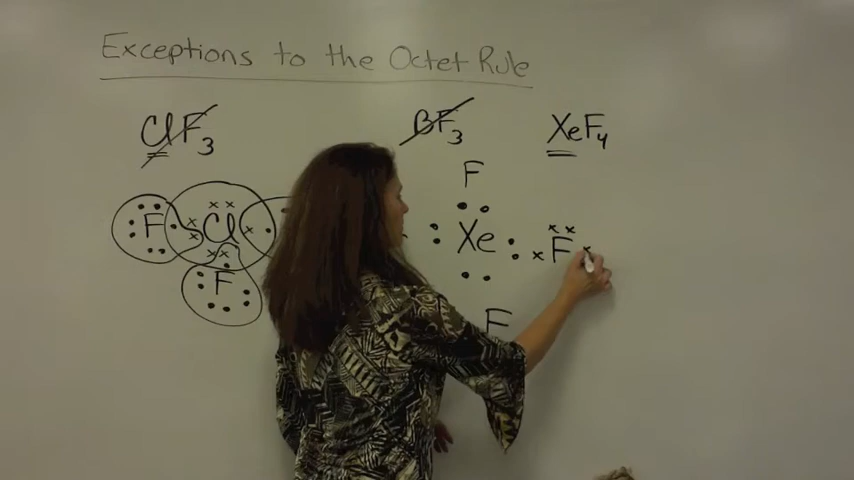 Exceptions to the Octet Rule
ClF3
BF3
XeF4
F
F
Cl
Xe
F
F
F